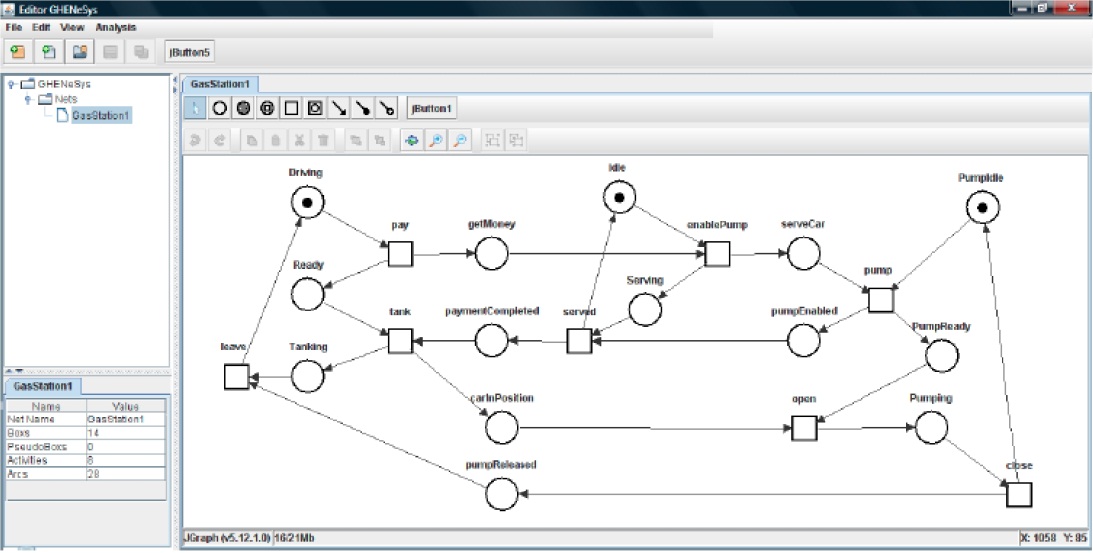 Editor GHENeSys
File Edit View Analysis
jButton5
GHENeSys
Nets
GasStation1
GasStation1
jButton1
Driving
Idle
PumpIdle
pay
getMoney
enablePump
serveCar
Ready
Serving
pump
tank
paymentCompleted
served
pumpEnabled
PumpReady
leave
Tanking
carInPosition
open
Pumping
pumpReleased
close
GasStation1
Name Value
Net Name GasStation1
Boxs 14
PseudoBoxs 0
Activities 8
Arcs 28
JGraph (v5.12.1.0) 16/21Mb
X: 1058 Y: 85